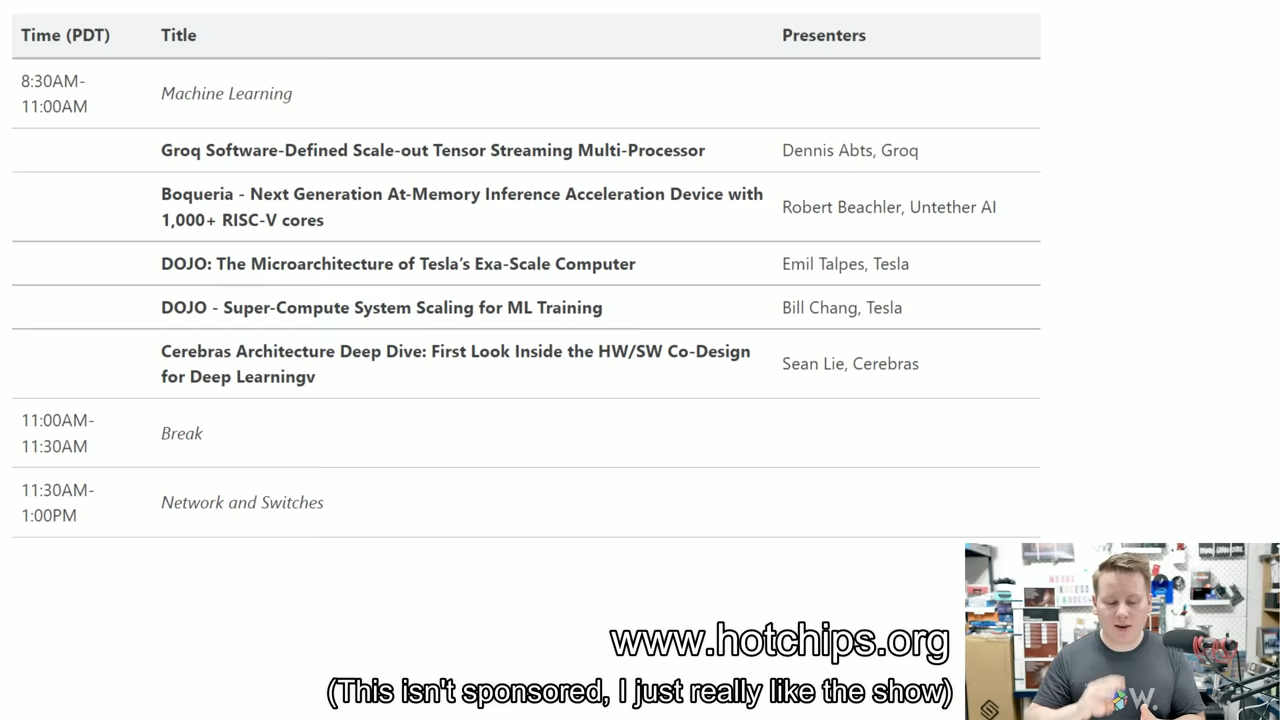 Time (PDT) Title Presenters
8:30AM-
11:00AM
Machine Learning
Groq Software-Defined Scale-out Tensor Streaming Multi-Processor Dennis Abts, Groq
Boqueria - Next Generation At-Memory Inference Acceleration Device with
1,000+ RISC-V cores
Robert Beachler, Untether AI
DOJO: The Microarchitecture of Tesla’s Exa-Scale Computer Emil Talpes, Tesla
DOJO - Super-Compute System Scaling for ML Training Bill Chang, Tesla
Cerebras Architecture Deep Dive: First Look Inside the HW/SW Co-Design
for Deep Learningv
Sean Lie, Cerebras
11:00AM-
11:30AM
Break
11:30AM-
1:00PM
Network and Switches
www.hotchips.org
(This isn't sponsored, I just really like the show)
W.